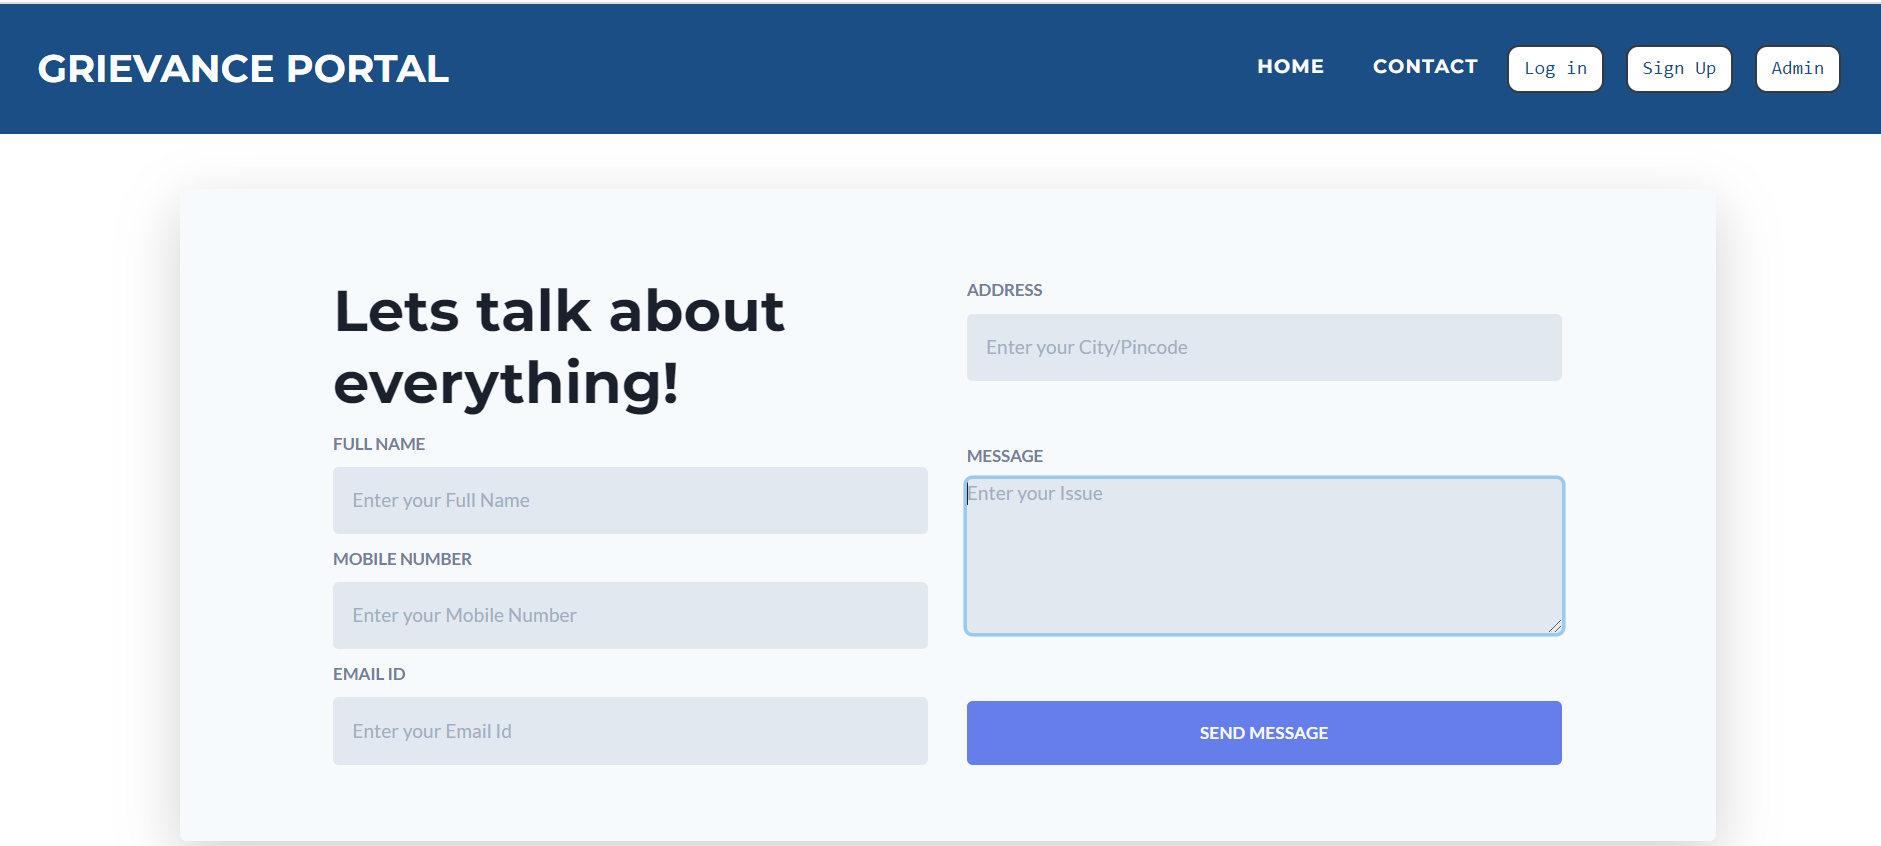 GRIEVANCE PORTAL
HOME CONTACT Log in Sign Up Admin
Lets talk about
everything!
FULL NAME
Enter your Full Name
MOBILE NUMBER
Enter your Mobile Number
EMAIL ID
Enter your Email Id
ADDRESS
Enter your City/Pincode
MESSAGE
Enter your Issue
SEND MESSAGE